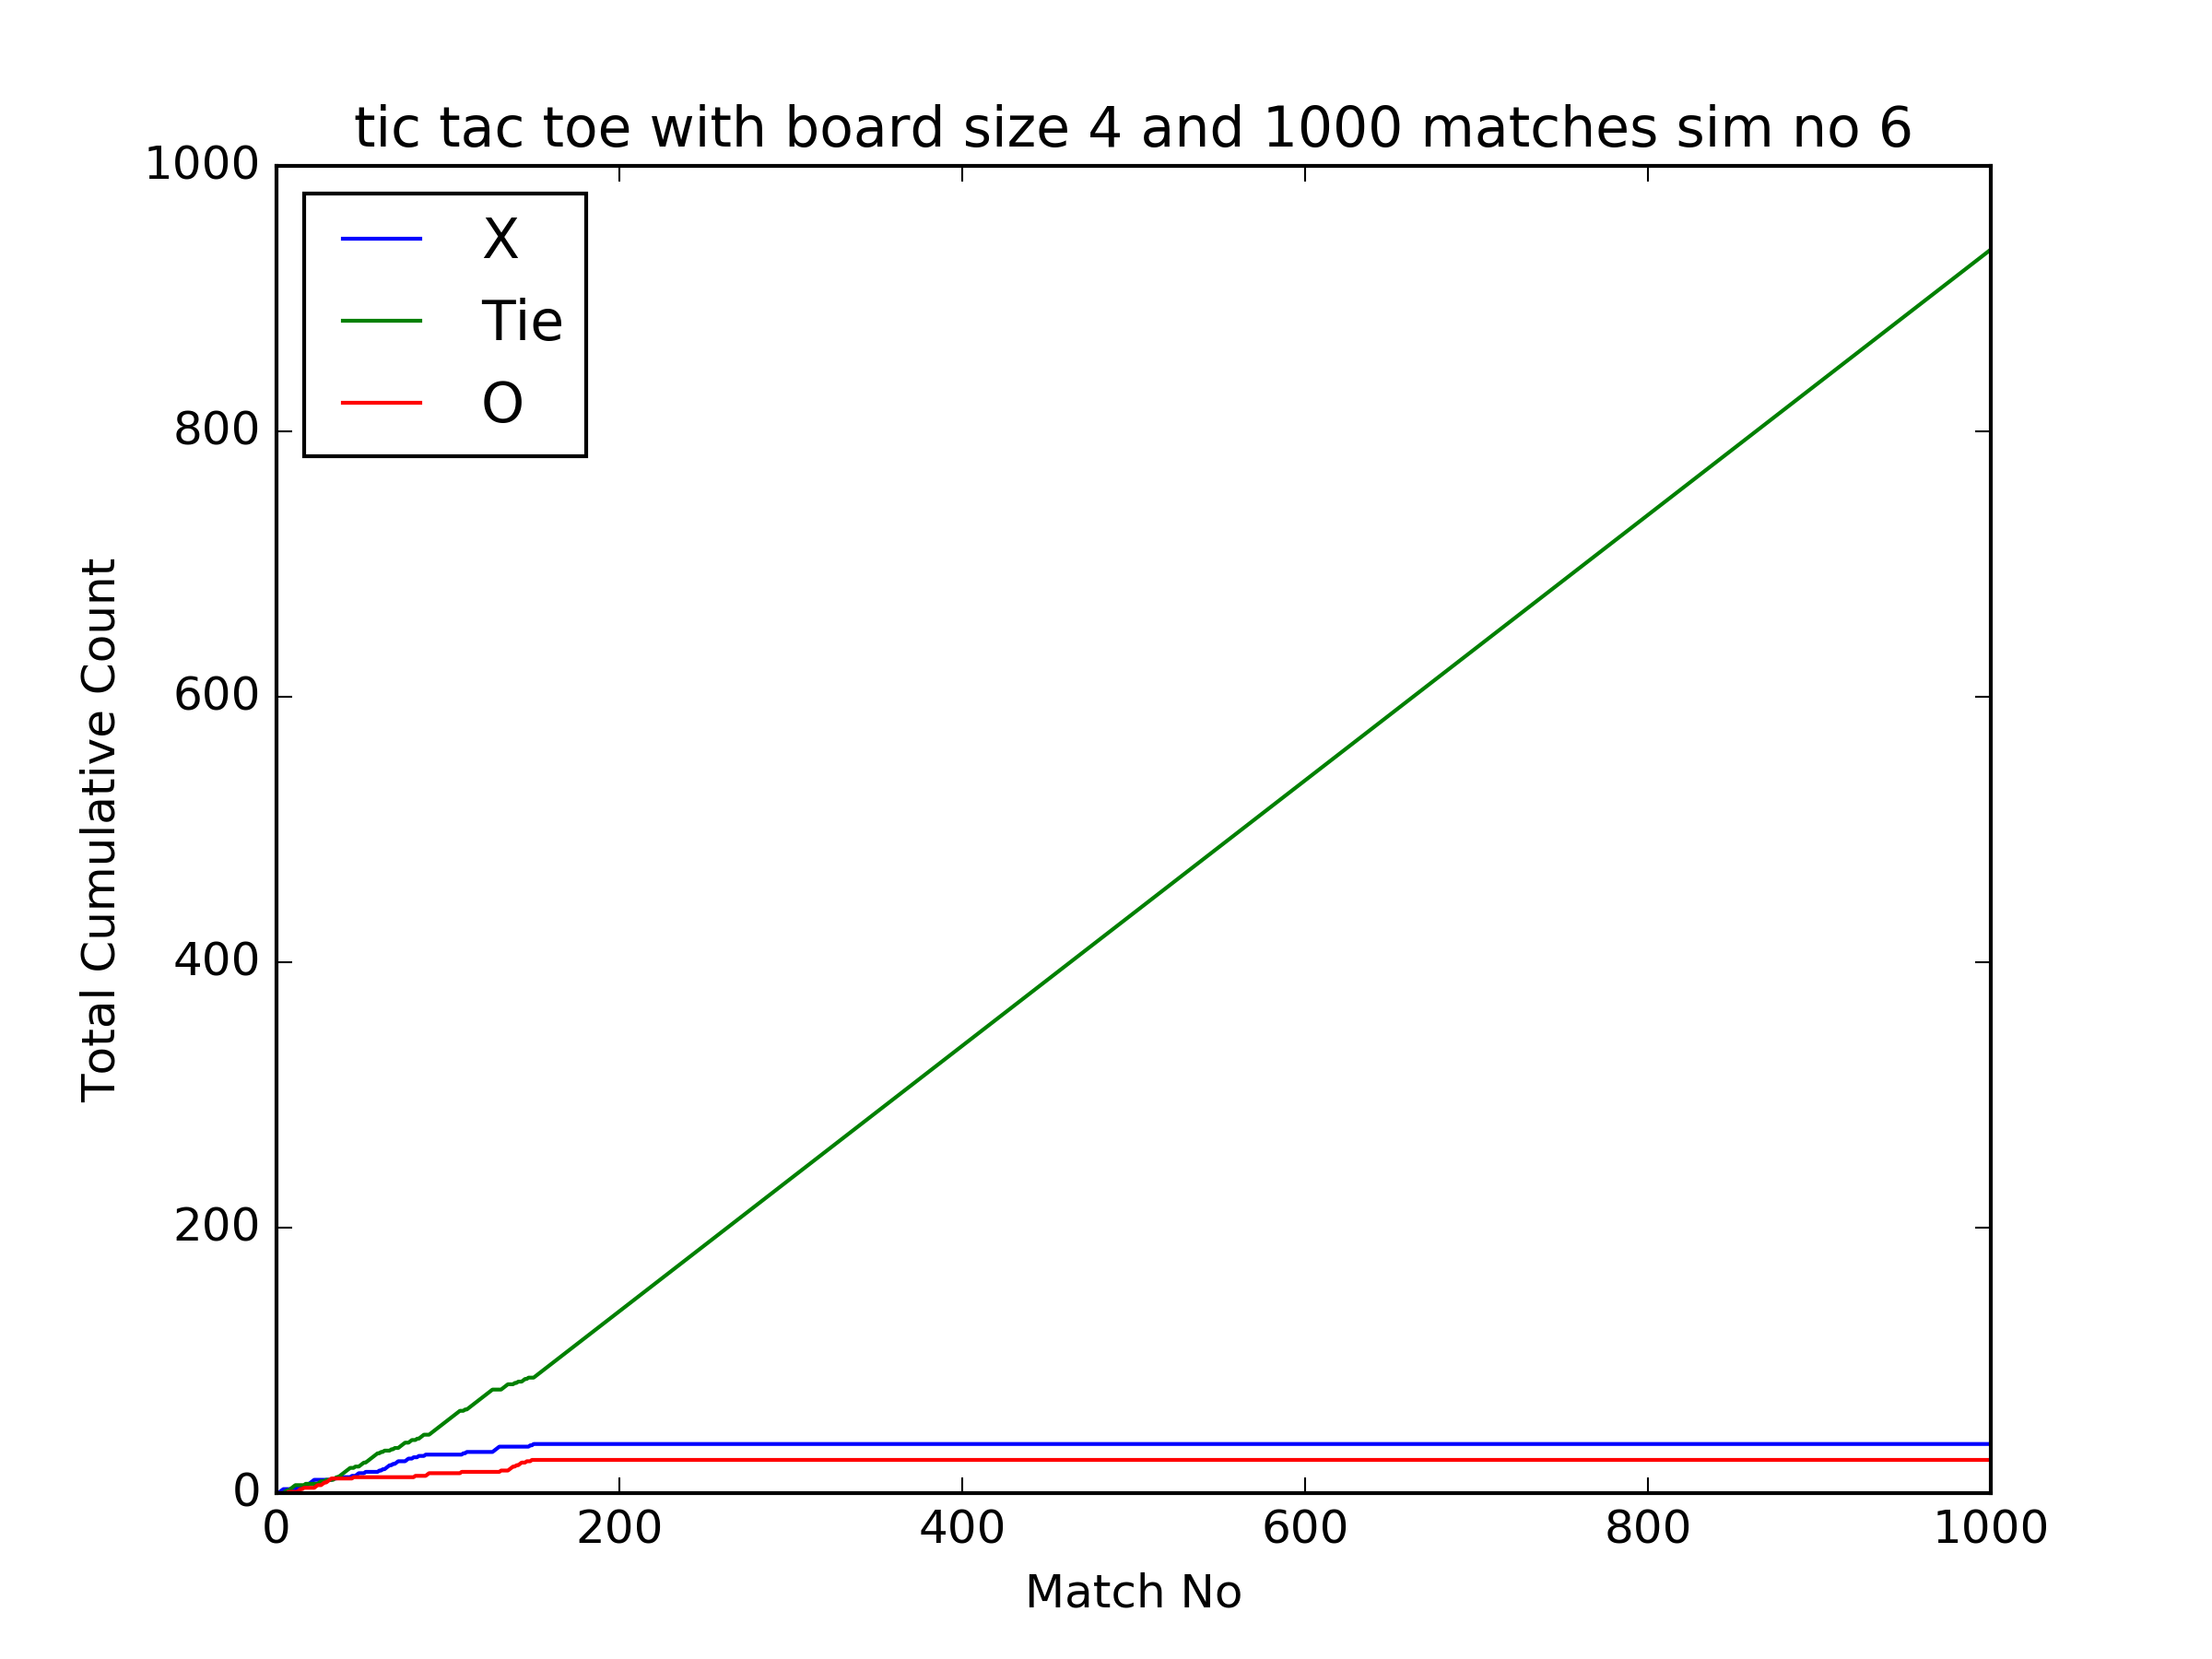 tic tac toe with board size 4 and 1000 matches sim no 6
1000
800
600
400
200
0
X
Tie
O
Total Cumulative Count
0 200 400 600 800 1000
Match No